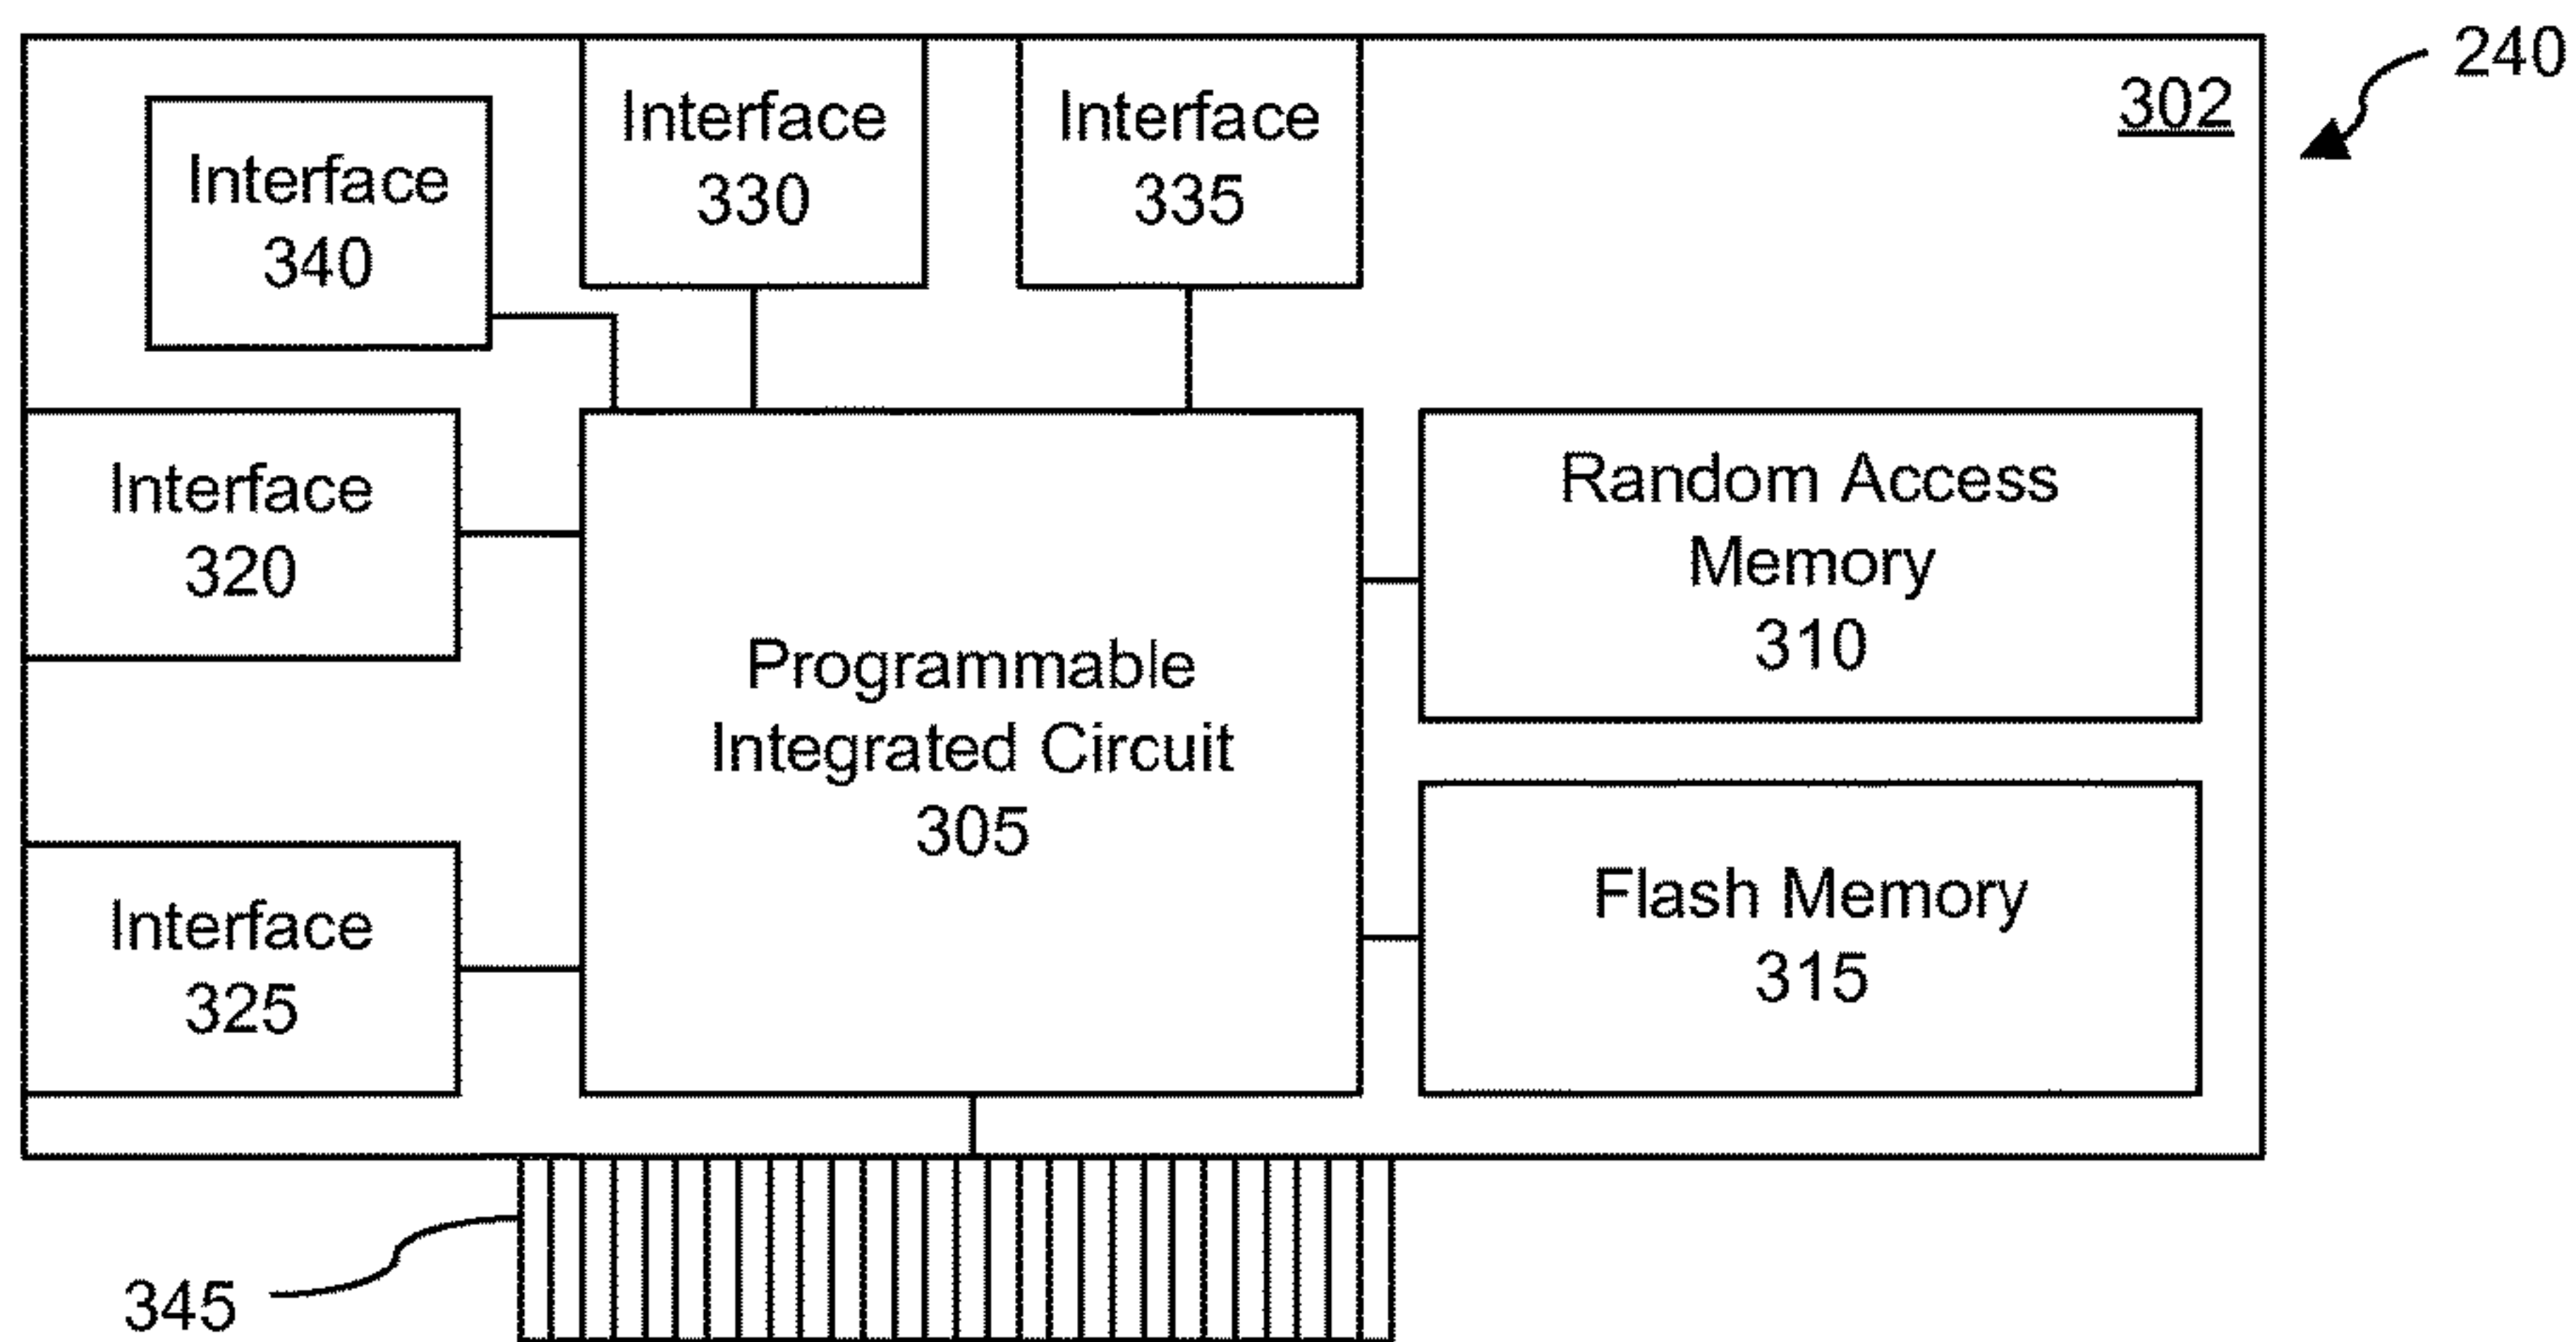 240
302
Interface
330
Interface
335
Interface
340
Interface
320
Random Access
Memory
310
Programmable
Integrated Circuit
305
Flash Memory
315
Interface
325
345